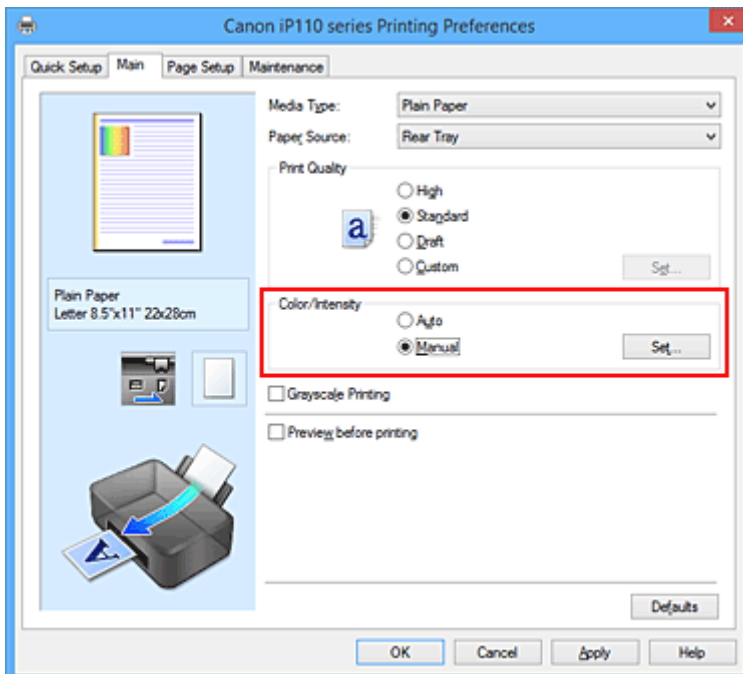 Canon iP110 series Printing Preferences
Quick Setup Main Page Setup Maintenance
Media Type: Plain Paper
Paper Source: Rear Tray
Print Quality
High
a Standard
Draft
Custom Set...
Plain Paper
Letter 8.5"x11" 22x28cm
Color/Intensity
Auto
Manual Set...
Grayscale Printing
Preview before printing
A
Defaults
OK Cancel Apply Help